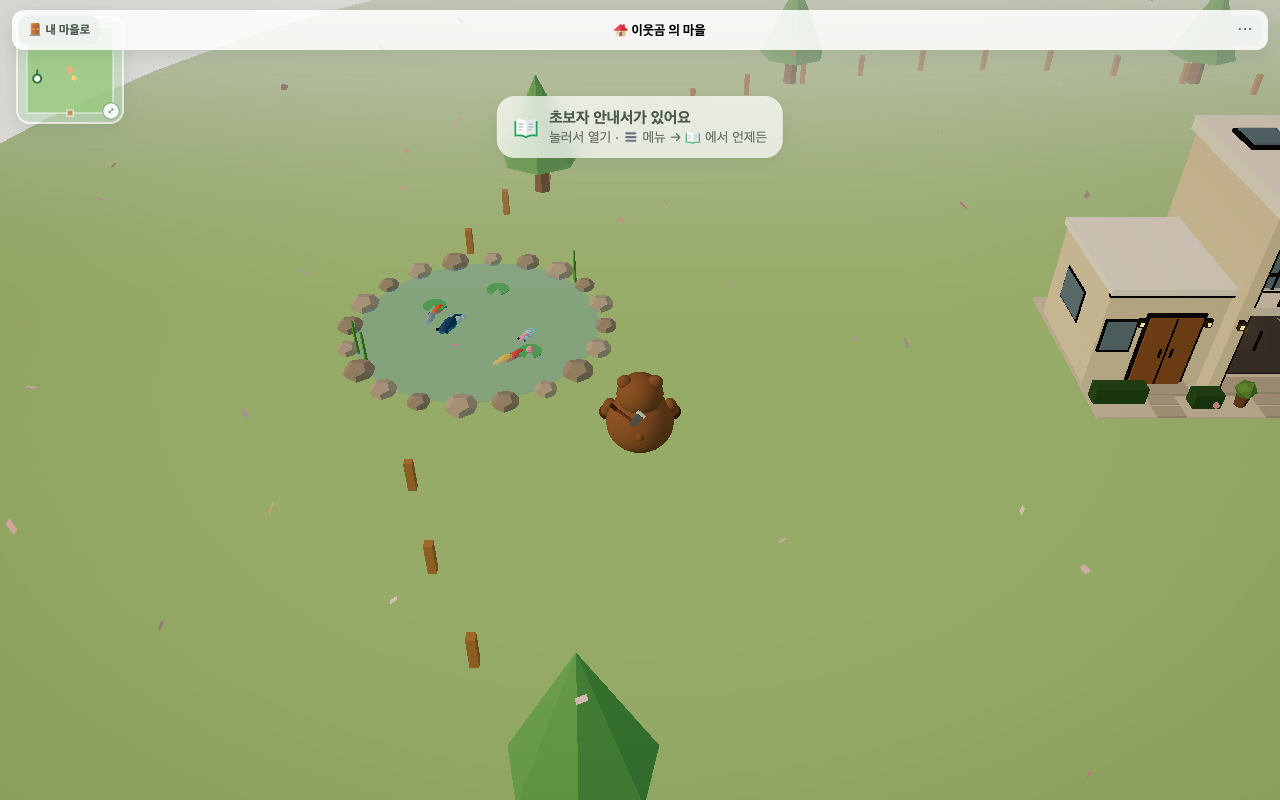 내 마을로
이웃곰 의 마을
초보자 안내서가 있어요
눌러서 열기 · ☰ 메뉴 → 📖 에서 언제든